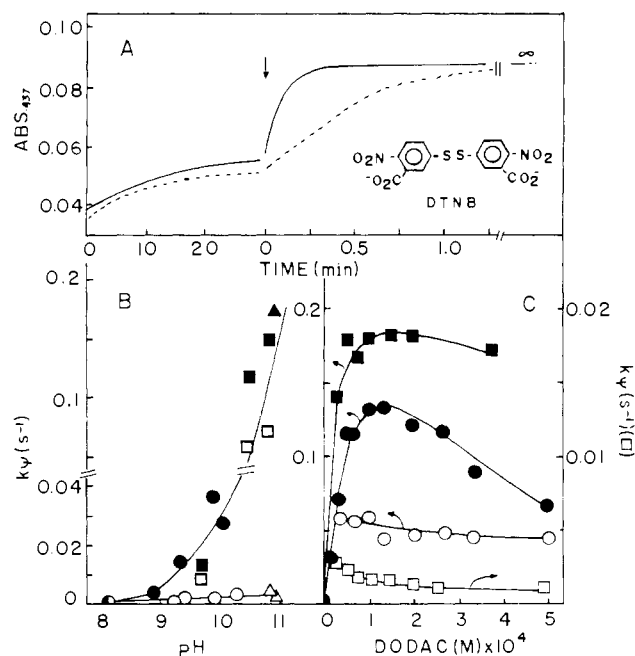 A
∞
0.10
ABS.437
0.08
0.06
0.04
O2N
-SS-
NO2
-O2C
CO2-
DTNB
0 10 20 0 0.5 1.0
TIME (min)
B
C
0.2
0.1
0.04
0.02
0
kψ (s-1)
8 9 10 11
pH
0.2
0.1
0.02
0.01
kψ (s-1)(□)
0 1 2 3 4 5
DODAC(M)×10^4